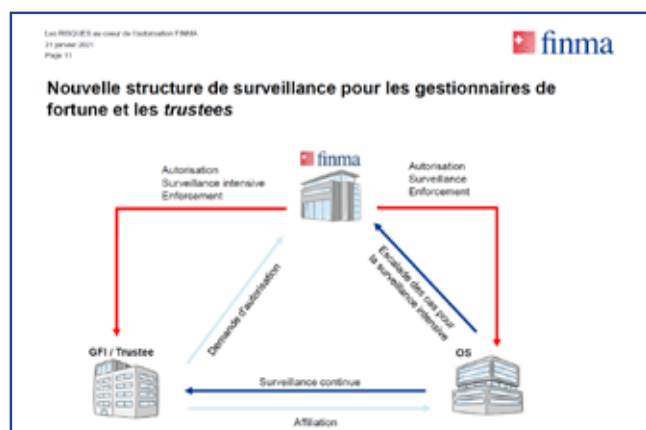 Les RISQUES au coeur de l'autorisation FINMA
21 janvier 2021
Page 11
finma
Nouvelle structure de surveillance pour les gestionnaires de
fortune et les trustees
finma
Autorisation
Surveillance intensive
Enforcement
Autorisation
Surveillance
Enforcement
Demande d'autorisation
Escalade des cas pour
la surveillance intensive
GFI / Trustee
OS
Surveillance continue
Affiliation